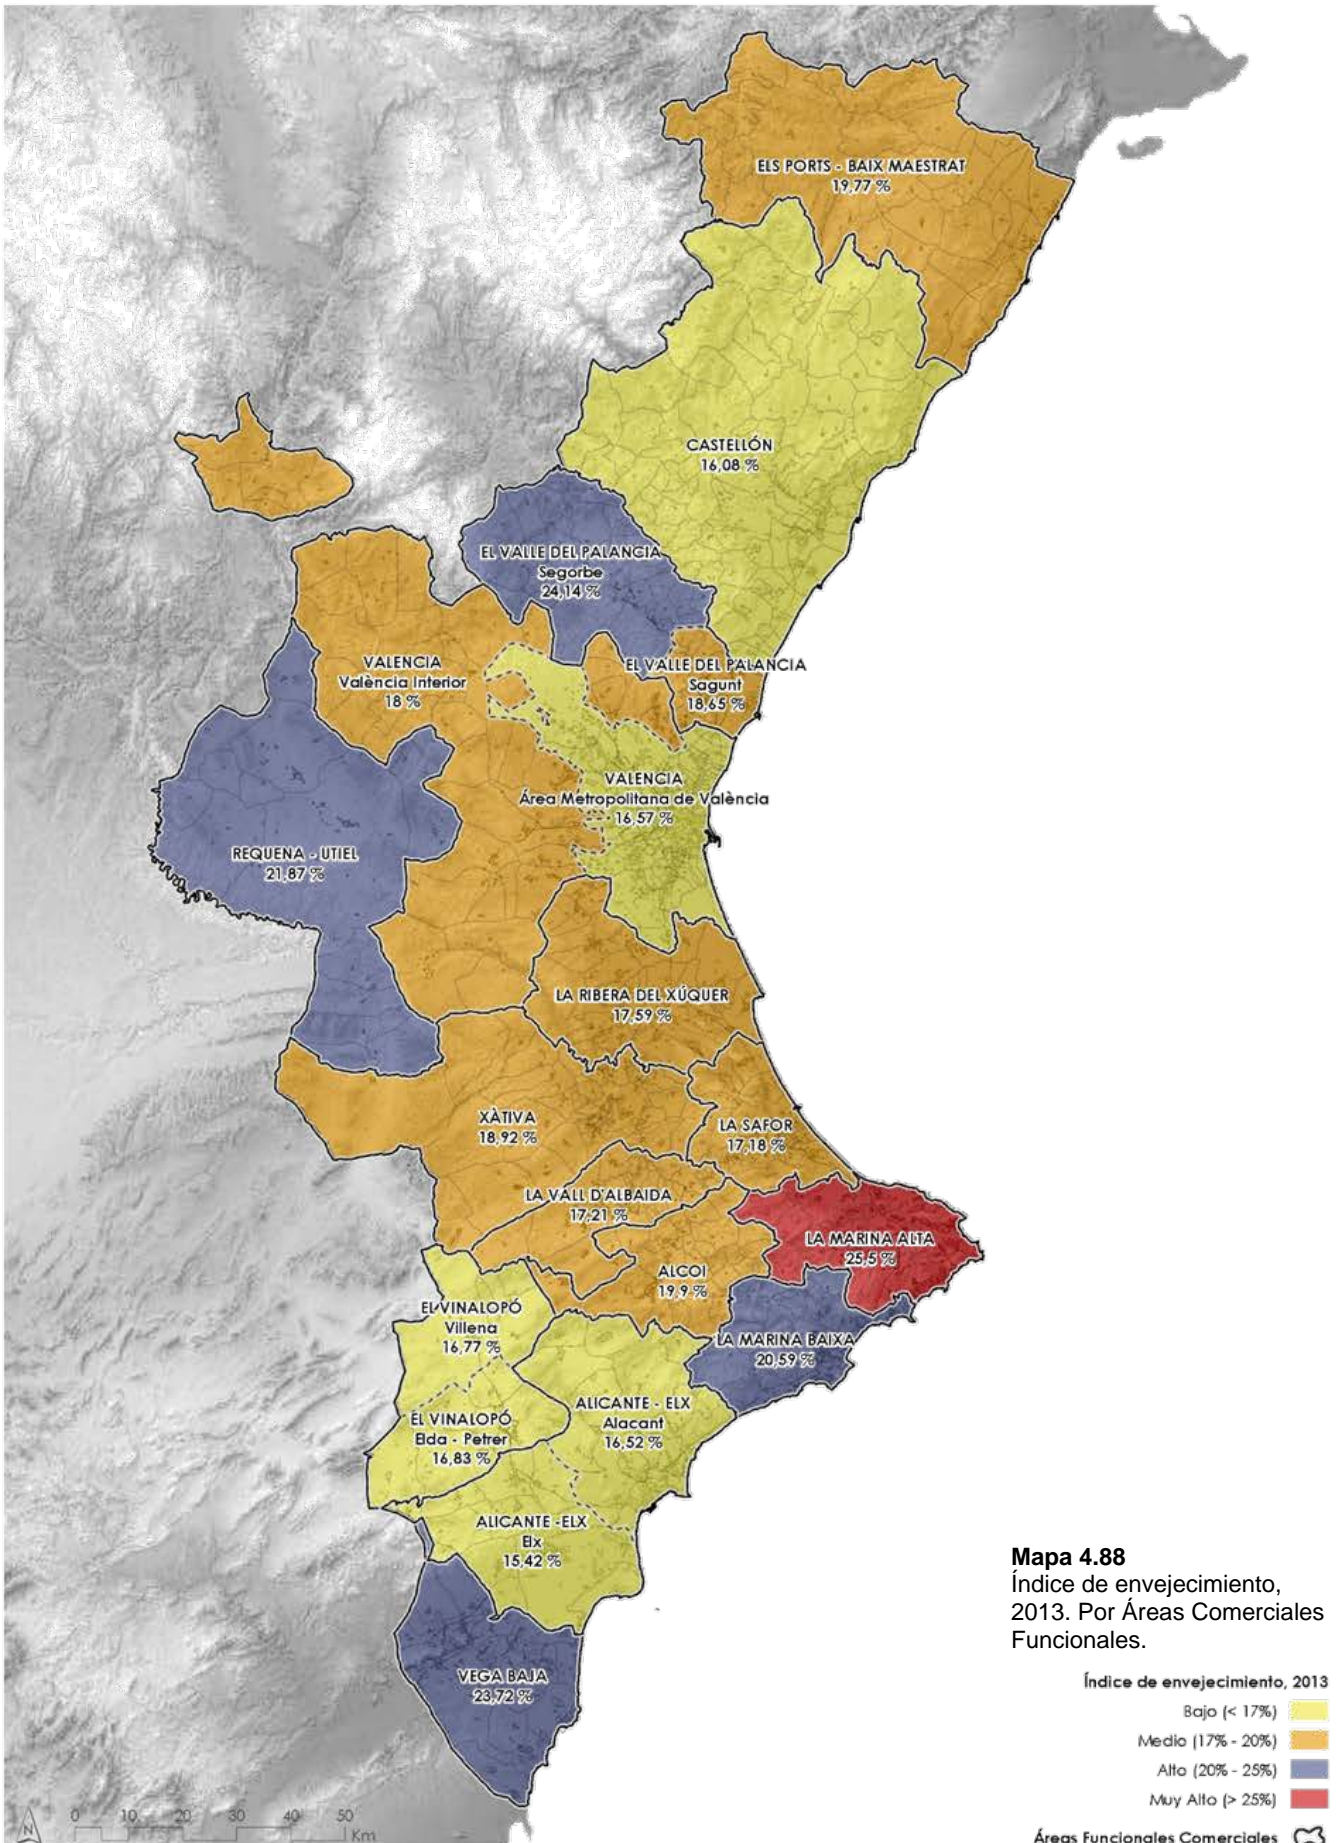 ELS PORTS - BAIX MAESTRAT
19,77 %
CASTELLÓN
16,08 %
EL VALLE DEL PALANCIA
Segorbe
24,14 %
VALENCIA
València Interior
18 %
EL VALLE DEL PALANCIA
Sagunt
18,65 %
VALENCIA
Área Metropolitana de València
16,57 %
REQUENA - UTIEL
21,87 %
LA RIBERA DEL XÚQUER
17,59 %
XÀTIVA
18,92 %
LA SAFOR
17,18 %
LA VALL D'ALBAIDA
17,21 %
LA MARINA ALTA
25,5 %
ALCOI
19,9 %
EL VINALOPÓ
Villena
16,77 %
LA MARINA BAIXA
20,59 %
ALICANTE - ELX
Alacant
16,52 %
EL VINALOPÓ
Elda - Petrer
16,83 %
ALICANTE -ELX
Elx
15,42 %
VEGA BAJA
23,72 %
Mapa 4.88
Índice de envejecimiento,
2013. Por Áreas Comerciales
Funcionales.
Índice de envejecimiento, 2013
Bajo (< 17%)
Medio (17% - 20%)
Alto (20% - 25%)
Muy Alto (> 25%)
Áreas Funcionales Comerciales
N
0 10 20 30 40 50
Km